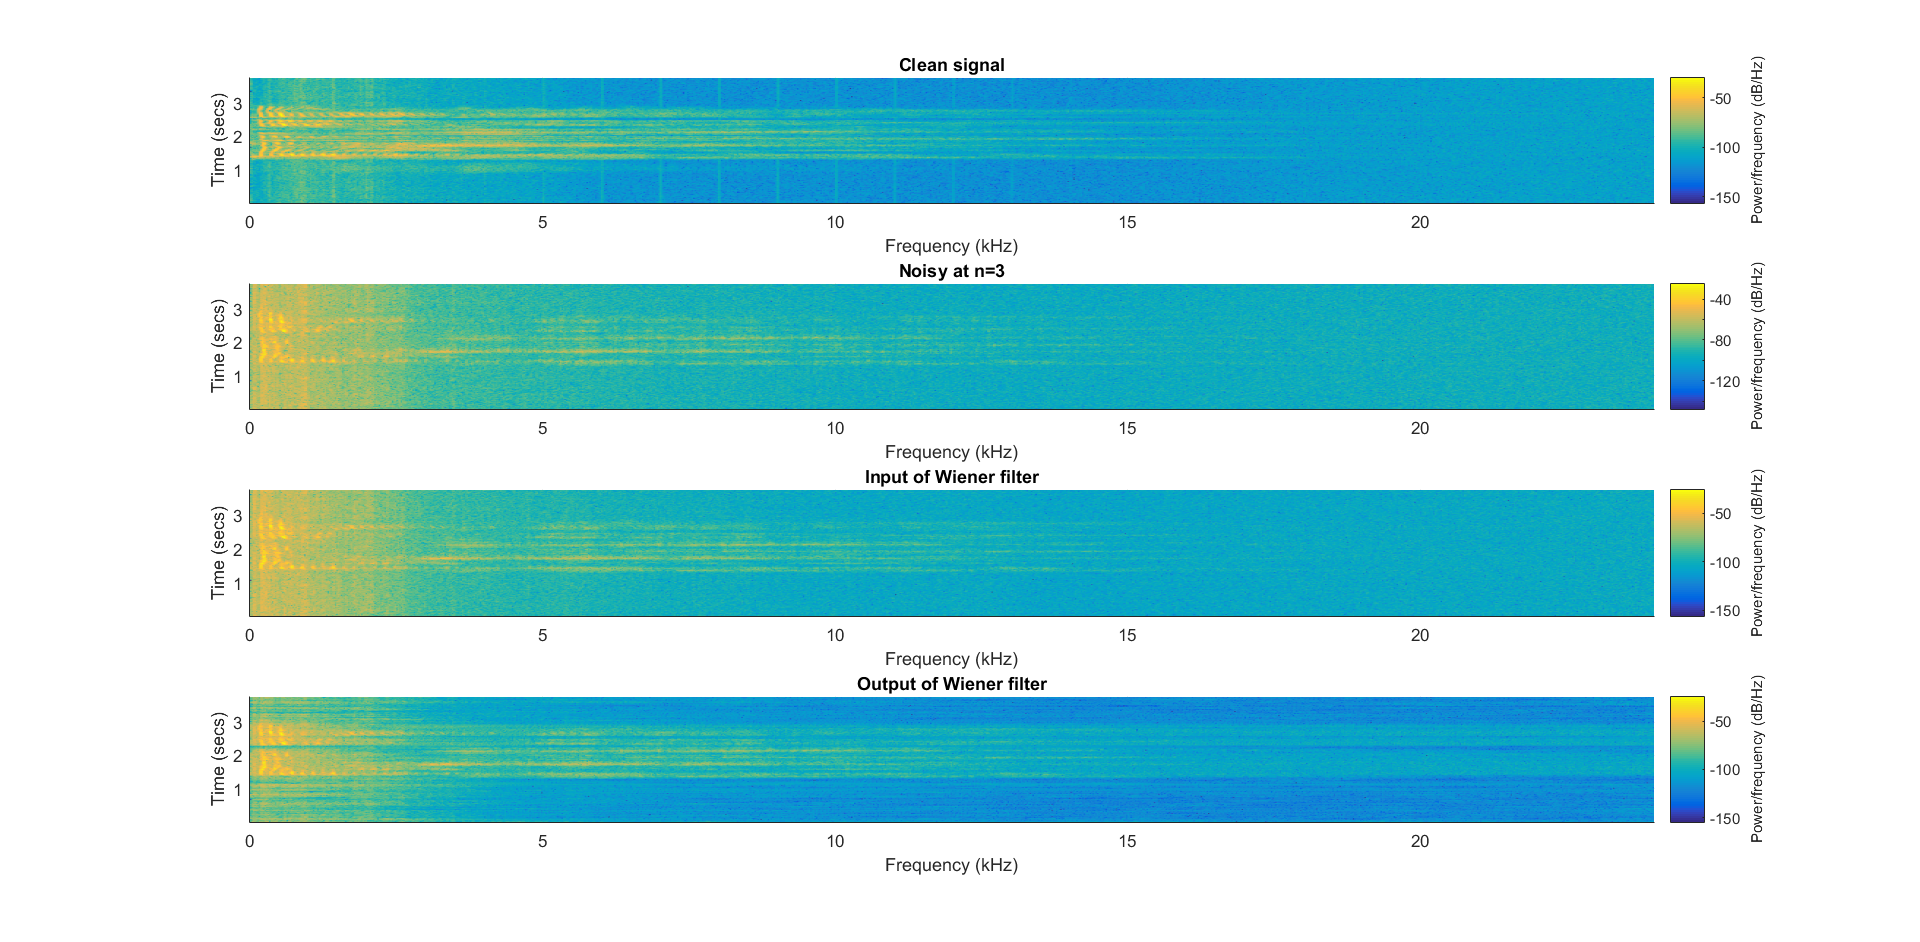 Clean signal
3
2
1
Time (secs)
0 5 10 15 20
Frequency (kHz)
-50
-100
-150
Power/frequency (dB/Hz)
Noisy at n=3
3
2
1
Time (secs)
0 5 10 15 20
Frequency (kHz)
-40
-80
-120
Power/frequency (dB/Hz)
Input of Wiener filter
3
2
1
Time (secs)
0 5 10 15 20
Frequency (kHz)
-50
-100
-150
Power/frequency (dB/Hz)
Output of Wiener filter
3
2
1
Time (secs)
0 5 10 15 20
Frequency (kHz)
-50
-100
-150
Power/frequency (dB/Hz)